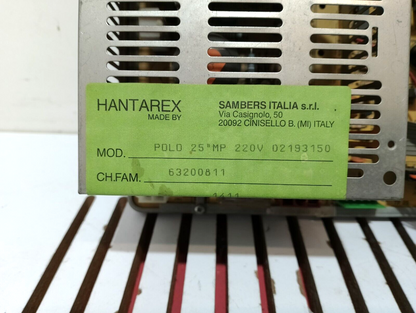 HANTAREX
MADE BY
SAMBERS ITALIA s.r.l.
Via Casignolo, 50
20092 CINISELLO B. (MI) ITALY
MOD. POLO 25"MP 220V 02193150
CH.FAM. 63200811